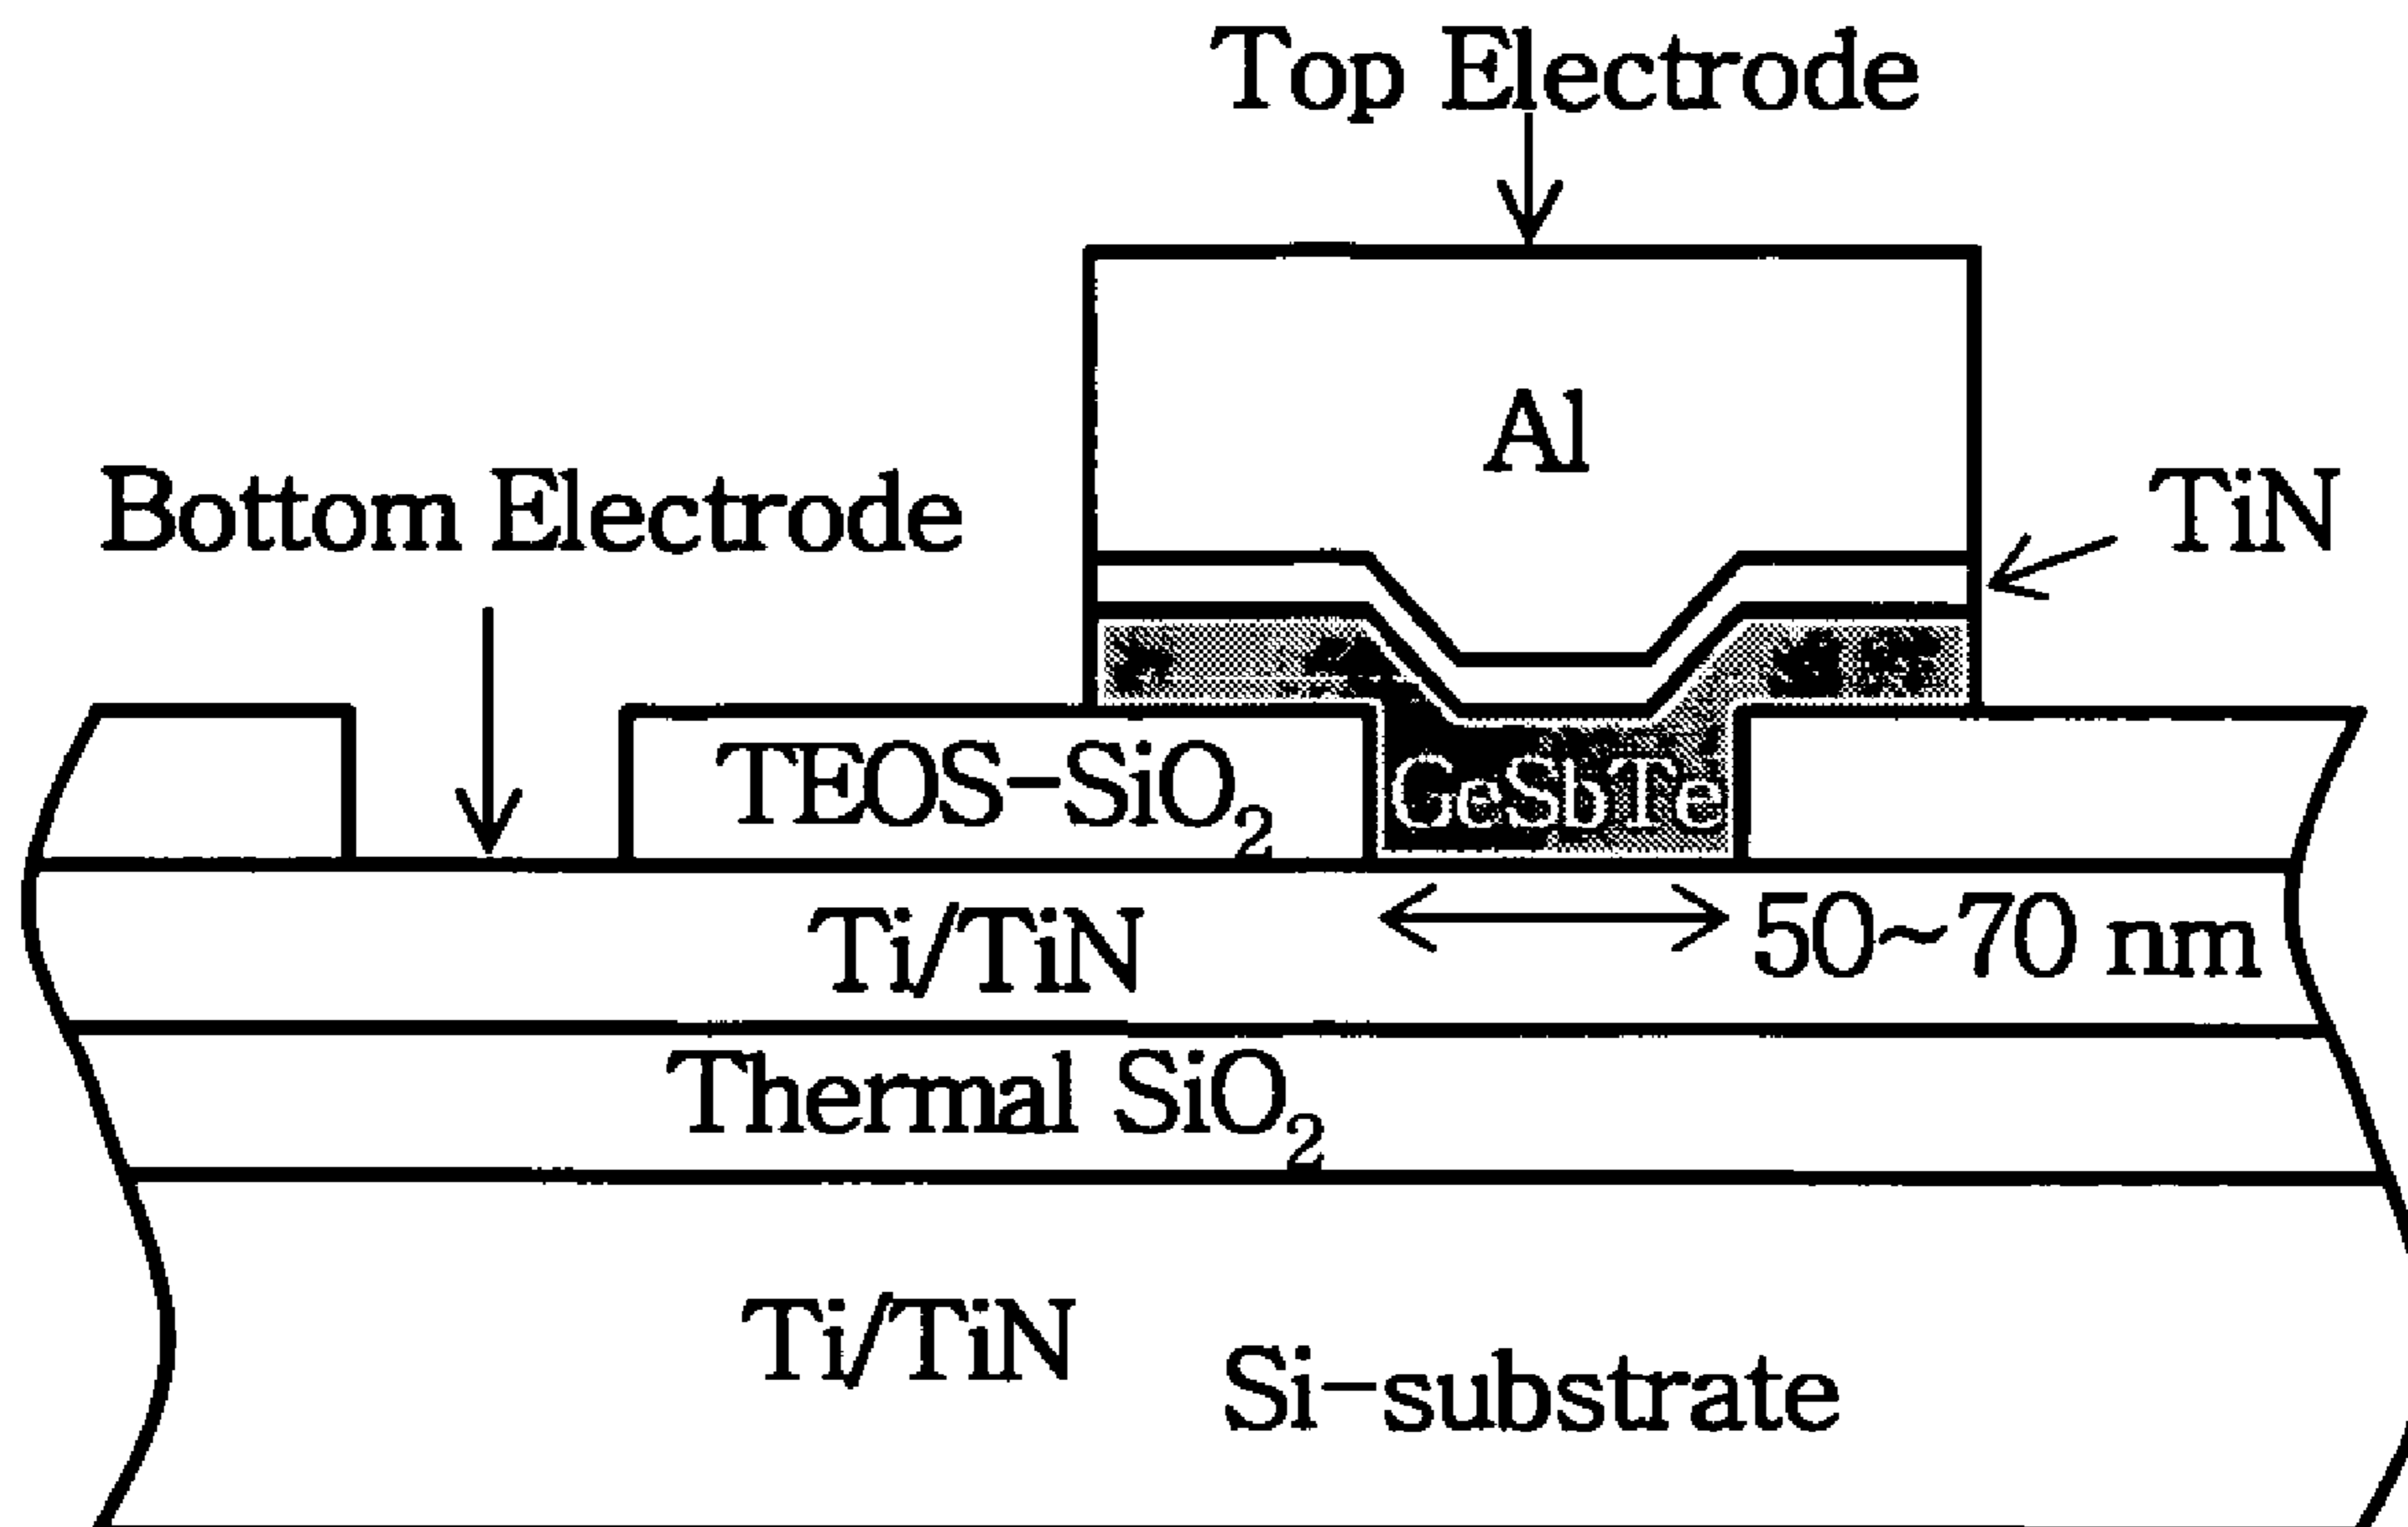 Top Electrode
Al
Bottom Electrode
TiN
TEOS-SiO₂
GeSbTe
Ti/TiN
50~70 nm
Thermal SiO₂
Ti/TiN
Si-substrate